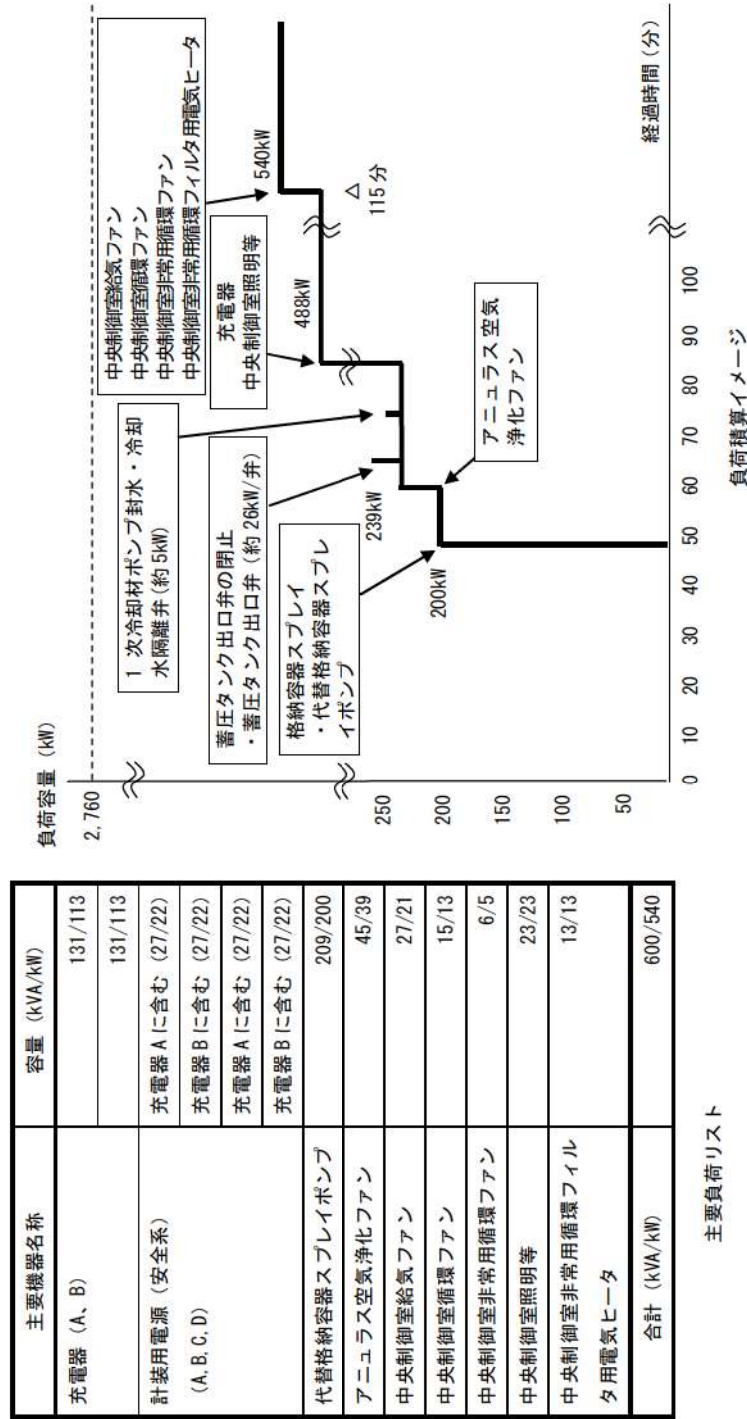 主要機器名称 容量 (kVA/kW)
充電器 (A、B) 131/113
131/113
計装用電源 (安全系)
(A,B,C,D)
充電器Aに含む (27/22)
充電器Bに含む (27/22)
充電器Aに含む (27/22)
充電器Bに含む (27/22)
代替格納容器スプレイポンプ 209/200
アニュラス空気浄化ファン 45/39
中央制御室給気ファン 27/21
中央制御室循環ファン 15/13
中央制御室非常用循環ファン 6/5
中央制御室照明等 23/23
中央制御室非常用循環フィル
タ用電気ヒータ
13/13
合計 (kVA/kW) 600/540
主要負荷リスト
負荷容量 (kW)
2,760
250
200
150
100
50
0 10 20 30 40 50 60 70 80 90 100
経過時間(分)
中央制御室給気ファン
中央制御室循環ファン
中央制御室非常用循環ファン
中央制御室非常用循環フィルタ用電気ヒータ
1次冷却材ポンプ封水・冷却
水隔離弁(約5kW)
充電器
中央制御室照明等
蓄圧タンク出口弁の閉止
・蓄圧タンク出口弁(約26kW/弁)
格納容器スプレイ
・代替格納容器スプレ
イポンプ
アニュラス空気
浄化ファン
200kW
239kW
488kW
540kW
△
115分
負荷積算イメージ